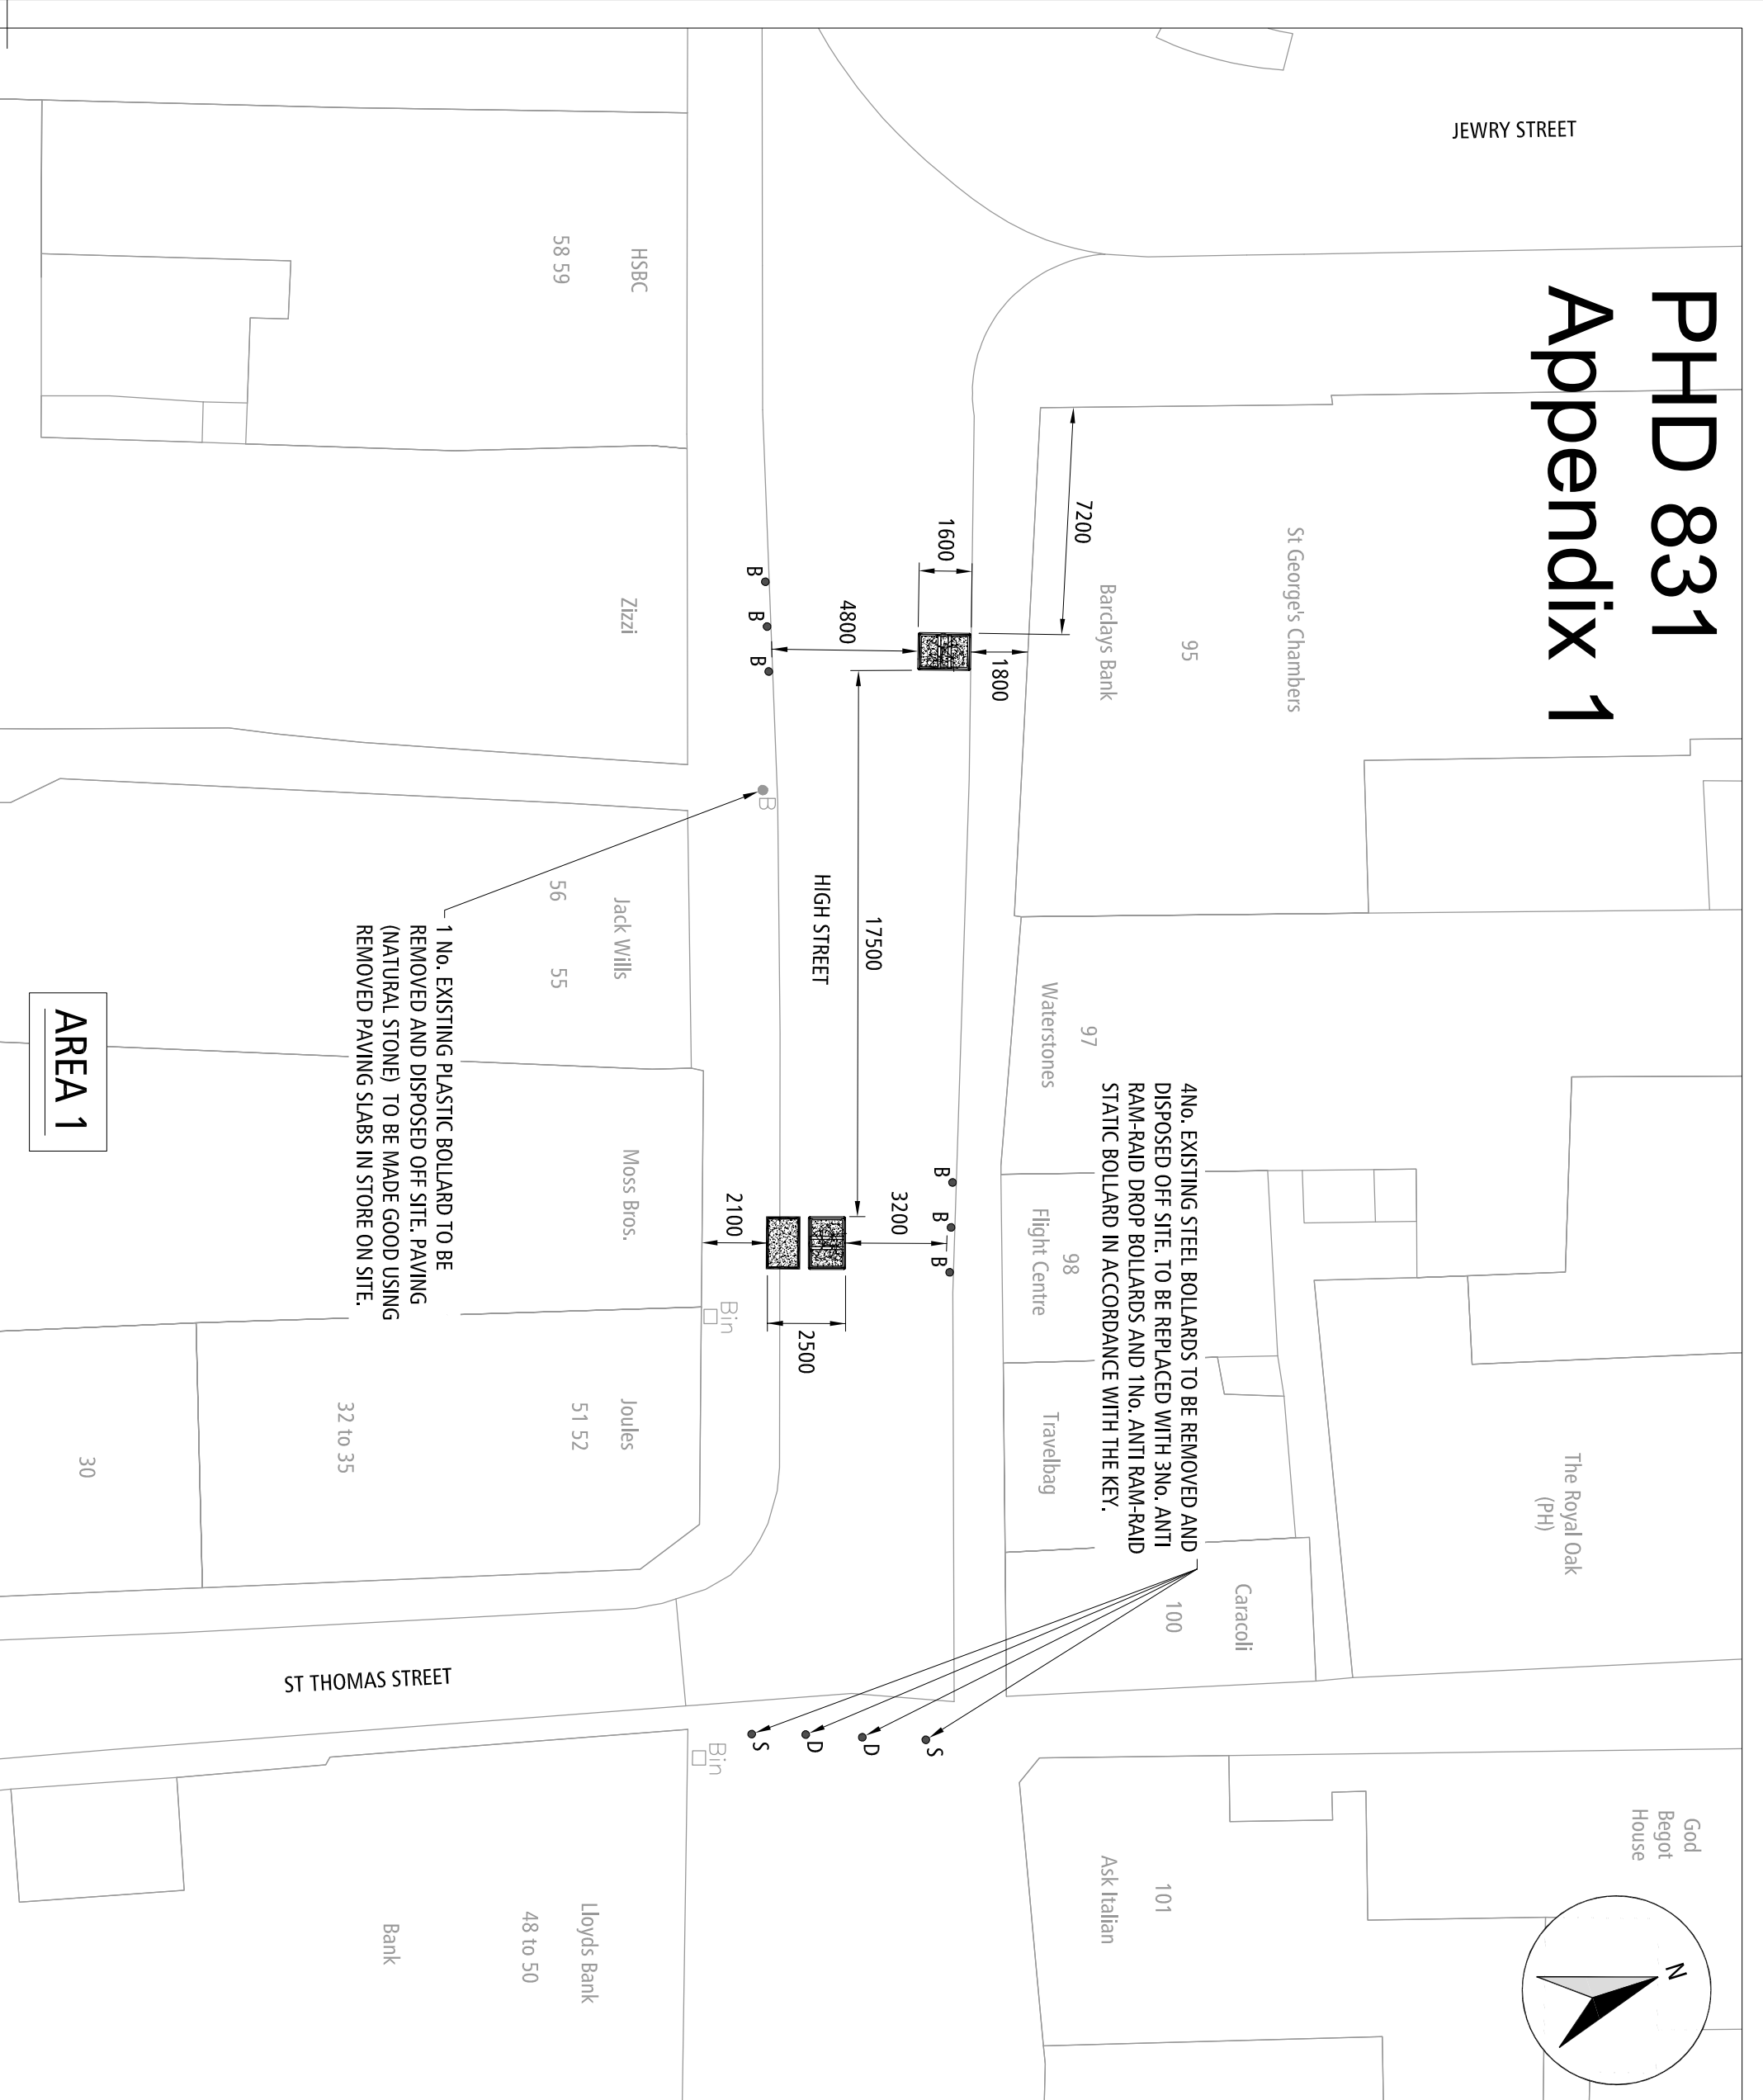 PHD 831
Appendix 1
JEWRY STREET
HSBC
58 59
St George's Chambers
95
Barclays Bank
7200
1600
1800
4800
B
B
B
Zizzi
B
17500
HIGH STREET
Jack Wills
56
55
1 No. EXISTING PLASTIC BOLLARD TO BE
REMOVED AND DISPOSED OFF SITE. PAVING
(NATURAL STONE) TO BE MADE GOOD USING
REMOVED PAVING SLABS IN STORE ON SITE.
AREA 1
97
Waterstones
4No. EXISTING STEEL BOLLARDS TO BE REMOVED AND
DISPOSED OFF SITE. TO BE REPLACED WITH 3No. ANTI
RAM-RAID DROP BOLLARDS AND 1No. ANTI RAM-RAID
STATIC BOLLARD IN ACCORDANCE WITH THE KEY.
B
B
B
3200
2100
2500
Moss Bros.
98
Flight Centre
Bin
Travelbag
Joules
51 52
32 to 35
30
The Royal Oak
(PH)
Caracoli
100
ST THOMAS STREET
S
D
D
S
Bin
God
Begot
House
101
Ask Italian
Lloyds Bank
48 to 50
Bank
N